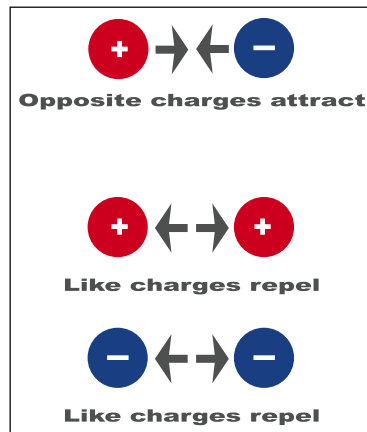 + −
Opposite charges attract
+ +
Like charges repel
− −
Like charges repel